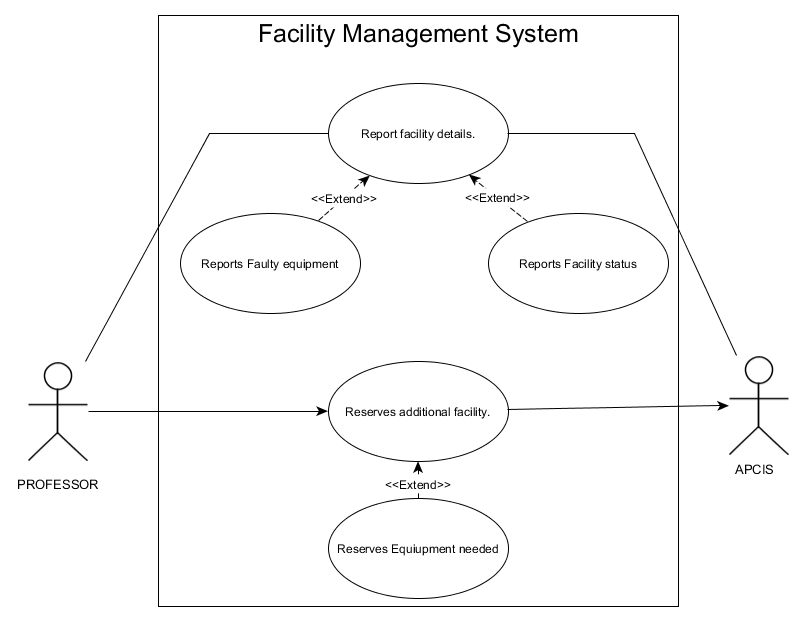 Facility Management System
Report facility details.
<<Extend>>
<<Extend>>
Reports Faulty equipment
Reports Facility status
Reserves additional facility.
PROFESSOR
APCIS
<<Extend>>
Reserves Equiupment needed